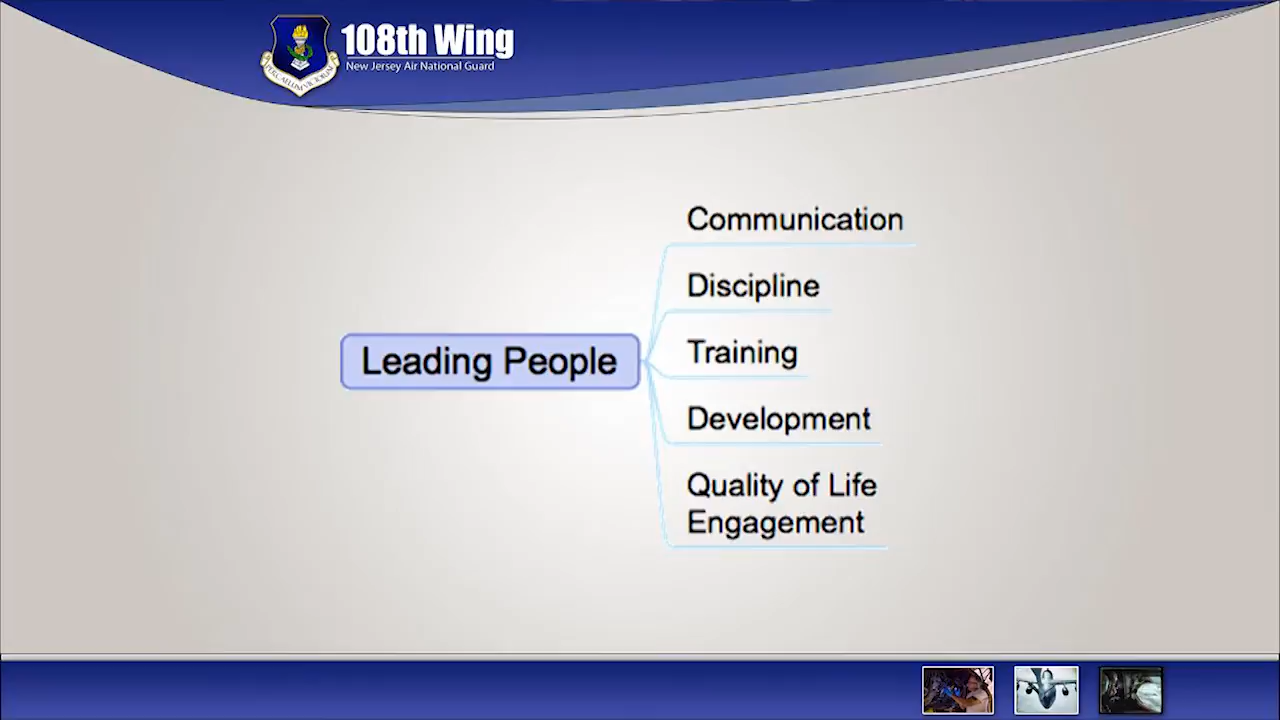 108th Wing
New Jersey Air National Guard
Communication
Discipline
Training
Leading People
Development
Quality of Life
Engagement